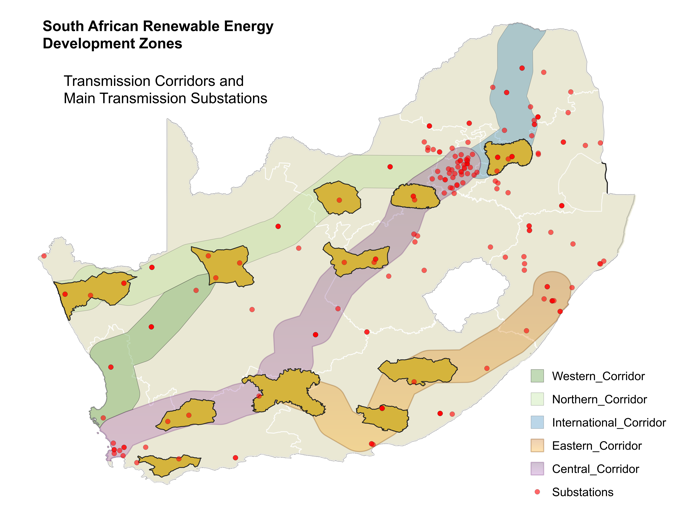 South African Renewable Energy
Development Zones
Transmission Corridors and
Main Transmission Substations
Western_Corridor
Northern_Corridor
International_Corridor
Eastern_Corridor
Central_Corridor
Substations